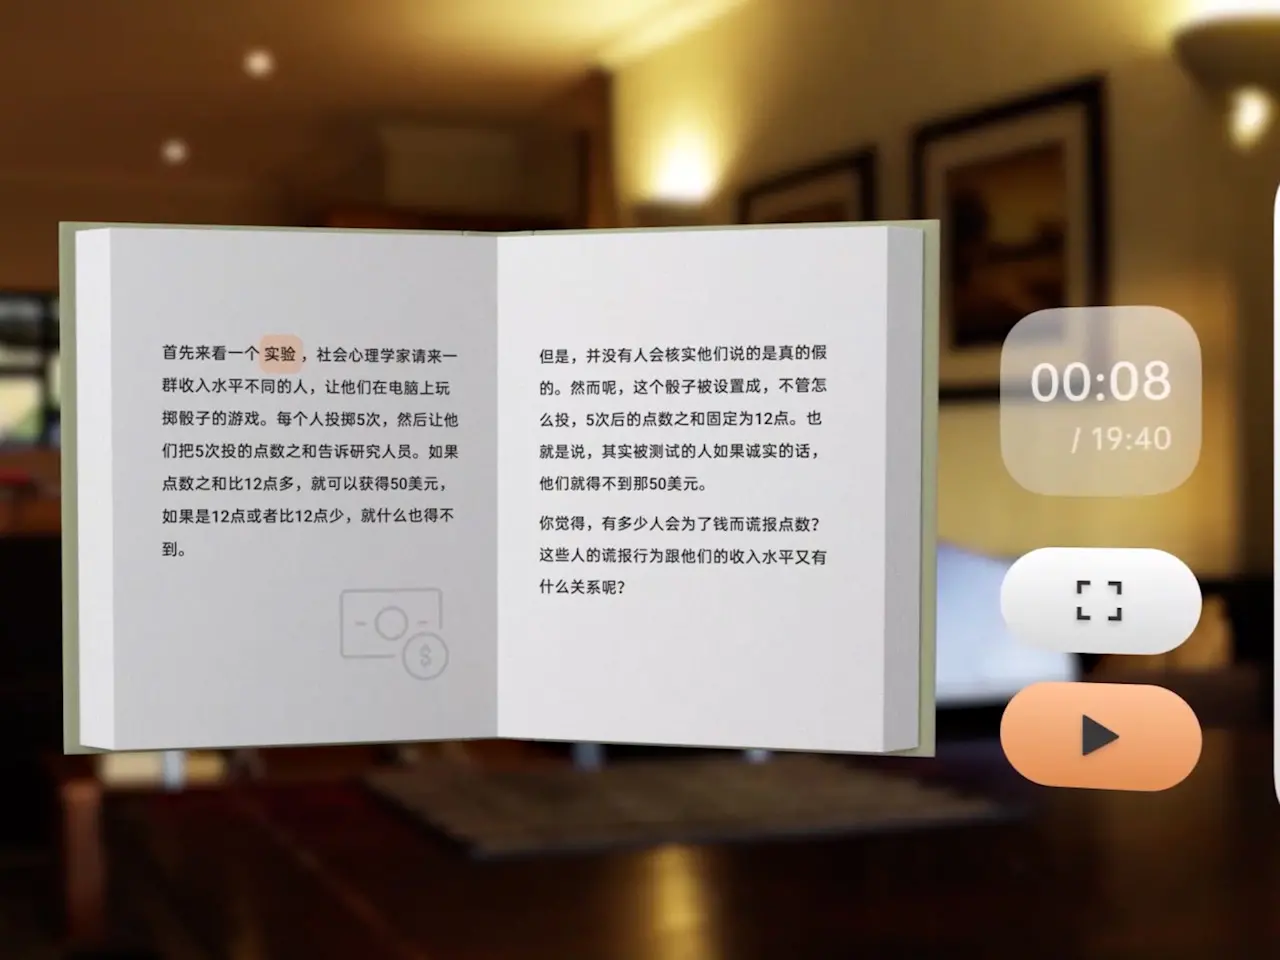 首先来看一个 实验 ，社会心理学家请来一
群收入水平不同的人，让他们在电脑上玩
掷骰子的游戏。每个人投掷5次，然后让他
们把5次投的点数之和告诉研究人员。如果
点数之和比12点多，就可以获得50美元，
如果是12点或者比12点少，就什么也得不
到。
$
但是，并没有人会核实他们说的是真的假
的。然而呢，这个骰子被设置成，不管怎
么投，5次后的点数之和固定为12点。也
就是说，其实被测试的人如果诚实的话，
他们就得不到那50美元。
你觉得，有多少人会为了钱而谎报点数？
这些人的谎报行为跟他们的收入水平又有
什么关系呢？
00:08
/ 19:40